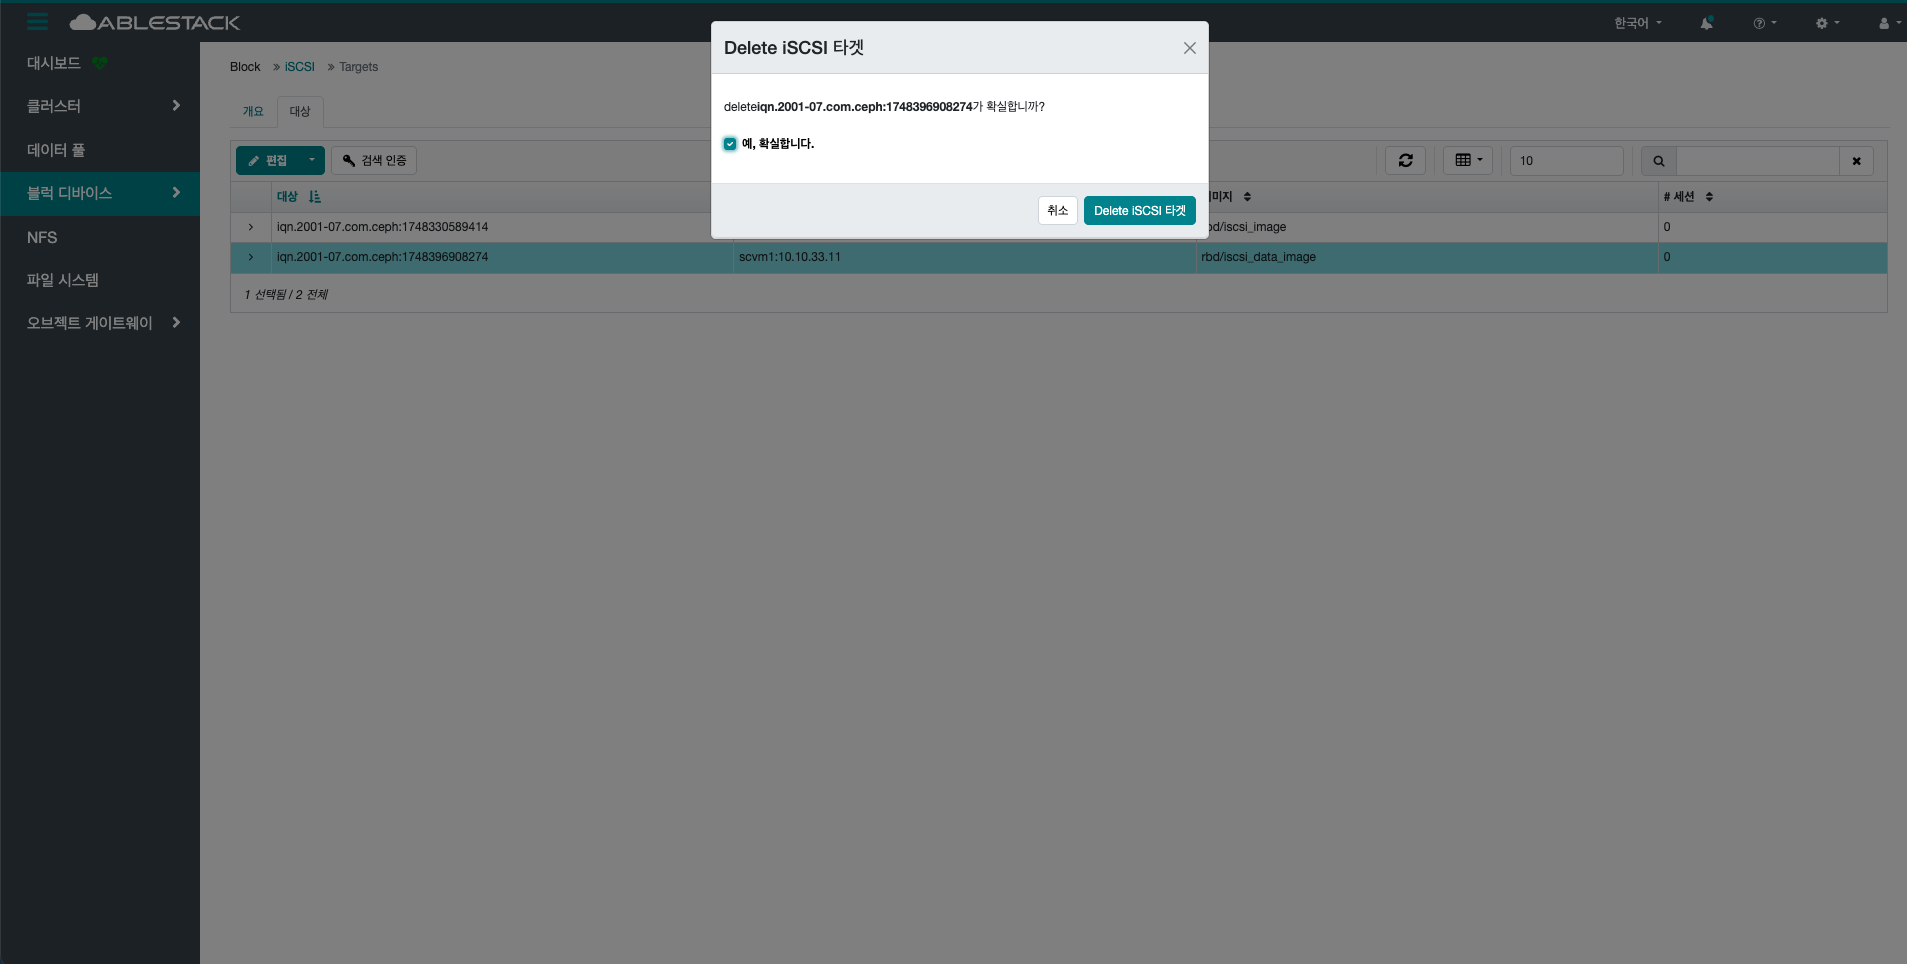 ABLESTACK
한국어
대시보드
클러스터
데이터 풀
블럭 디바이스
NFS
파일 시스템
오브젝트 게이트웨이
Block » iSCSI » Targets
개요 대상
편집 검색 인증 10
대상 # 세션
iqn.2001-07.com.ceph:1748330589414 0
iqn.2001-07.com.ceph:1748396908274 scvm1:10.10.33.11 rbd/iscsi_data_image 0
1 선택됨 / 2 전체
Delete iSCSI 타겟
deleteiqn.2001-07.com.ceph:1748396908274가 확실합니까?
예, 확실합니다.
취소 Delete iSCSI 타겟